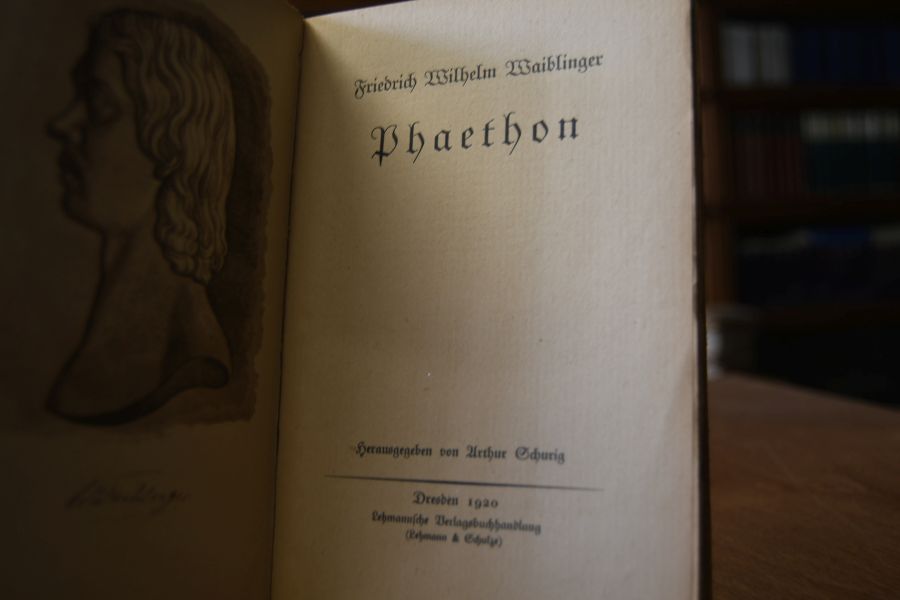 Friedrich Wilhelm Waiblinger
Phaethon
Herausgegeben von Arthur Schurig
Dresden 1920
Lehmannsche Verlagsbuchhandlung
(Lehmann & Schulze)